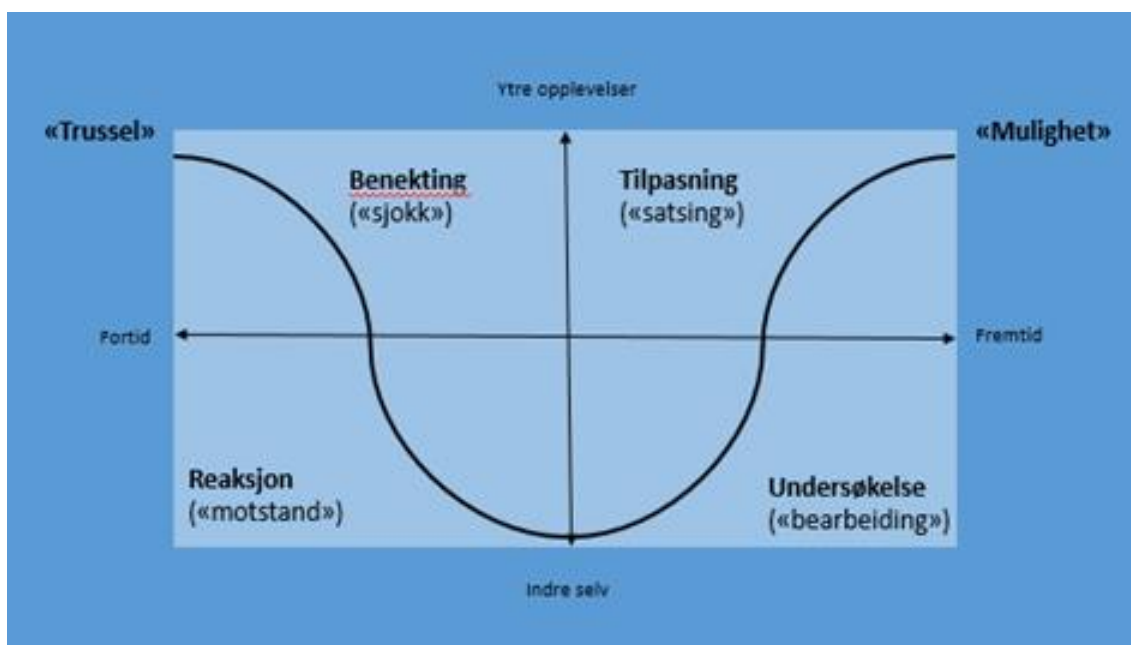 Ytre opplevelser
«Trussel»
«Mulighet»
Benekting
(«sjokk»)
Tilpasning
(«satsing»)
Fortid
Fremtid
Reaksjon
(«motstand»)
Undersøkelse
(«bearbeiding»)
Indre selv